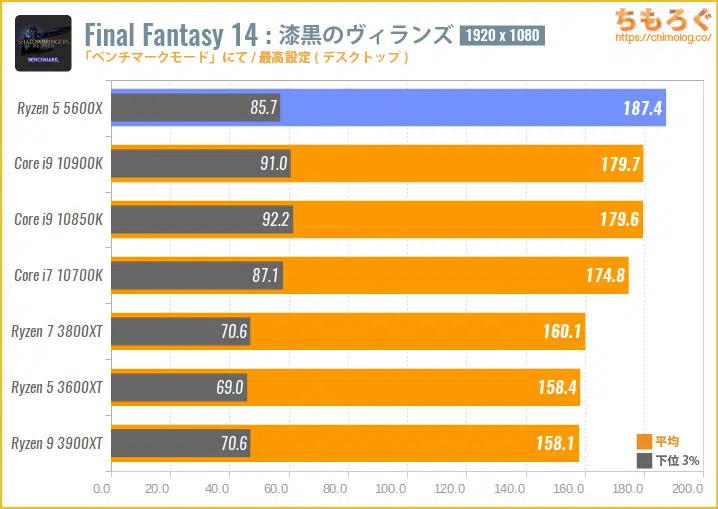 SHADOWBRINGERS
BENCHMARK
Final Fantasy 14 : 漆黒のヴィランズ 1920 x 1080
「ベンチマークモード」にて / 最高設定 ( デスクトップ )
ちもろぐ
https://chimolog.co/
Ryzen 5 5600X 85.7 187.4
Core i9 10900K 91.0 179.7
Core i9 10850K 92.2 179.6
Core i7 10700K 87.1 174.8
Ryzen 7 3800XT 70.6 160.1
Ryzen 5 3600XT 69.0 158.4
Ryzen 9 3900XT 70.6 158.1
平均
下位 3%
0.0 20.0 40.0 60.0 80.0 100.0 120.0 140.0 160.0 180.0 200.0